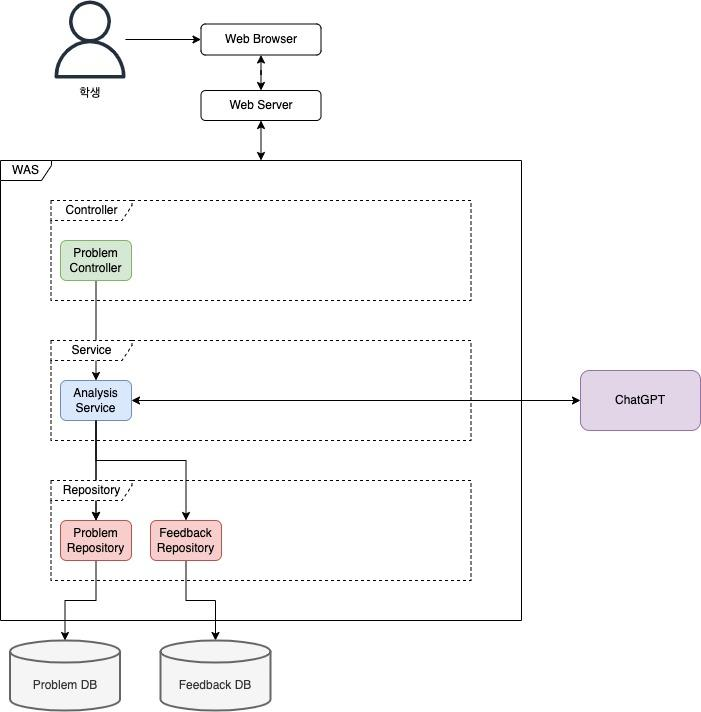 Web Browser
학생
Web Server
WAS
Controller
Problem
Controller
Service
Analysis
Service
ChatGPT
Repository
Problem
Repository
Feedback
Repository
Problem DB
Feedback DB